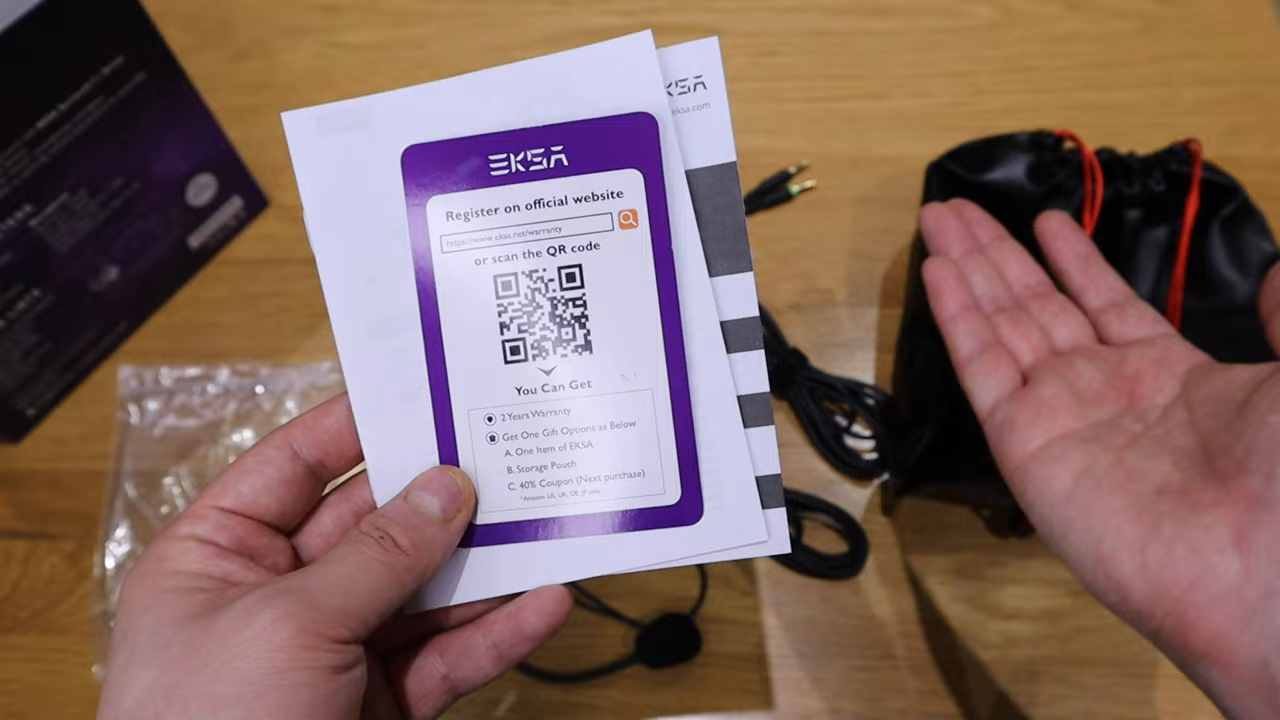 EKSA
Register on official website
https://www.eksa.net/warranty
or scan the QR code
You Can Get
2 Years Warranty
Get One Gift Options as Below
A. One Item of EKSA
B. Storage Pouch
C. 40% Coupon (Next purchase)
*Amazon US, UK, DE, JP only
KSA
eksa.com